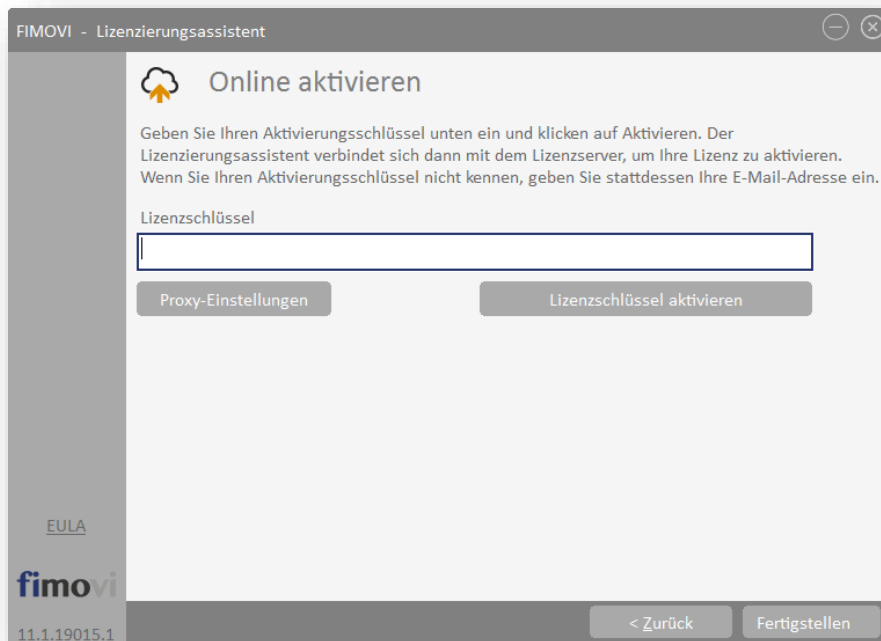 FIMOVI - Lizenzierungsassistent
Online aktivieren
Geben Sie Ihren Aktivierungsschlüssel unten ein und klicken auf Aktivieren. Der
Lizenzierungsassistent verbindet sich dann mit dem Lizenzserver, um Ihre Lizenz zu aktivieren.
Wenn Sie Ihren Aktivierungsschlüssel nicht kennen, geben Sie stattdessen Ihre E-Mail-Adresse ein.
Lizenzschlüssel
Proxy-Einstellungen
Lizenzschlüssel aktivieren
EULA
fimovi
11.1.19015.1
< Zurück
Fertigstellen